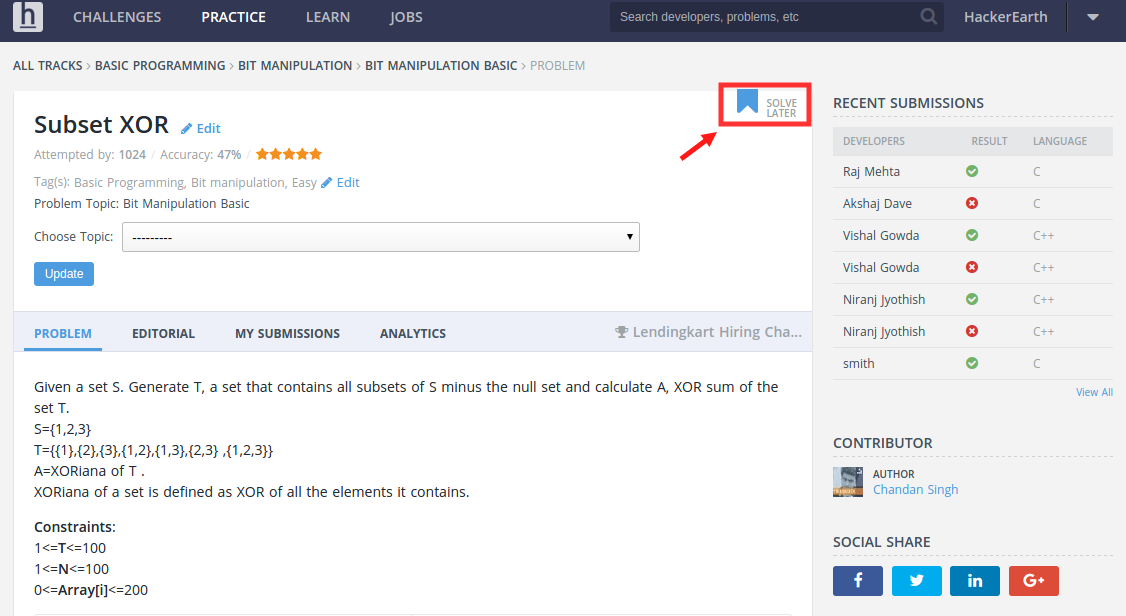 h CHALLENGES PRACTICE LEARN JOBS Search developers, problems, etc HackerEarth
ALL TRACKS > BASIC PROGRAMMING > BIT MANIPULATION > BIT MANIPULATION BASIC > PROBLEM
SOLVE
LATER
Subset XOR Edit
Attempted by: 1024 / Accuracy: 47% /
Tag(s): Basic Programming, Bit manipulation, Easy Edit
Problem Topic: Bit Manipulation Basic
Choose Topic: ---------
Update
PROBLEM EDITORIAL MY SUBMISSIONS ANALYTICS Lendingkart Hiring Cha...
Given a set S. Generate T, a set that contains all subsets of S minus the null set and calculate A, XOR sum of the
set T.
S={1,2,3}
T={{1},{2},{3},{1,2},{1,3},{2,3} ,{1,2,3}}
A=XORiana of T .
XORiana of a set is defined as XOR of all the elements it contains.
Constraints:
1<=T<=100
1<=N<=100
0<=Array[i]<=200
RECENT SUBMISSIONS
DEVELOPERS RESULT LANGUAGE
Raj Mehta C
Akshaj Dave C
Vishal Gowda C++
Vishal Gowda C++
Niranj Jyothish C++
Niranj Jyothish C++
smith C
View All
CONTRIBUTOR
AUTHOR
Chandan Singh
SOCIAL SHARE
f in G+